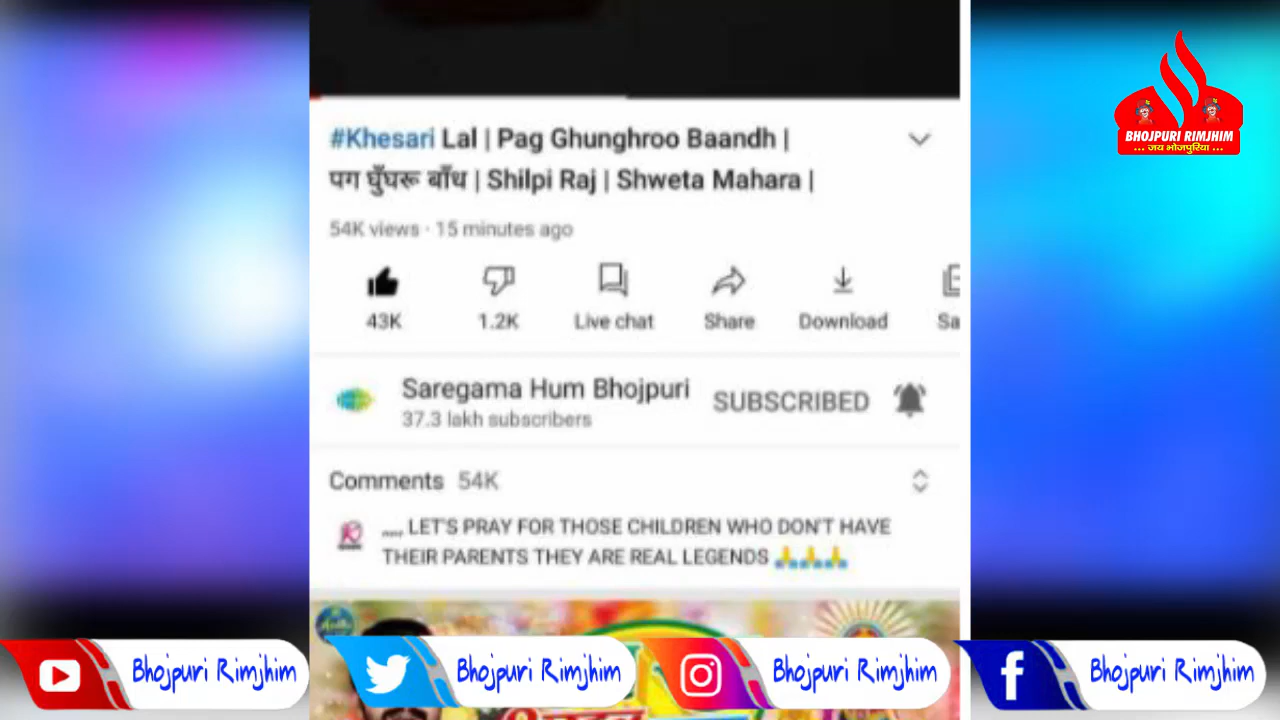 #Khesari Lal | Pag Ghunghroo Baandh |
पग घुँघरू बाँध | Shilpi Raj | Shweta Mahara |
54K views · 15 minutes ago
43K
1.2K
Live chat
Share
Download
Sa
Saregama Hum Bhojpuri
37.3 lakh subscribers
SUBSCRIBED
Comments 54K
,,,,, LET'S PRAY FOR THOSE CHILDREN WHO DON'T HAVE
THEIR PARENTS THEY ARE REAL LEGENDS 🙏🙏🙏
BHOJPURI RIMJHIM
... जय भोजपुरिया ...
Bhojpuri Rimjhim
Bhojpuri Rimjhim
Bhojpuri Rimjhim
Bhojpuri Rimjhim